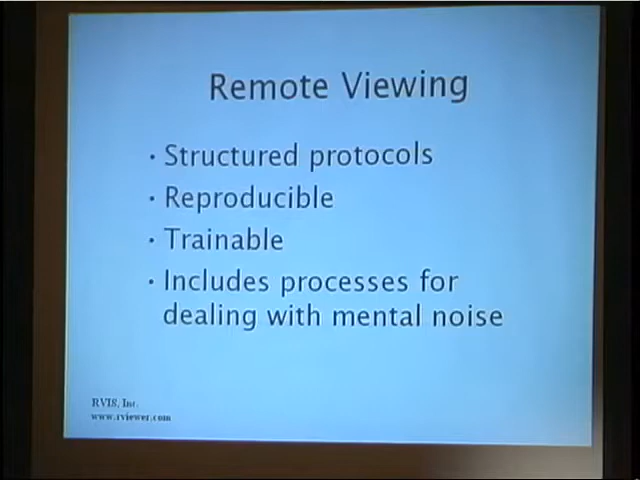 Remote Viewing
· Structured protocols
· Reproducible
· Trainable
· Includes processes for
dealing with mental noise
RVIS, Inc.
www.rviewer.com